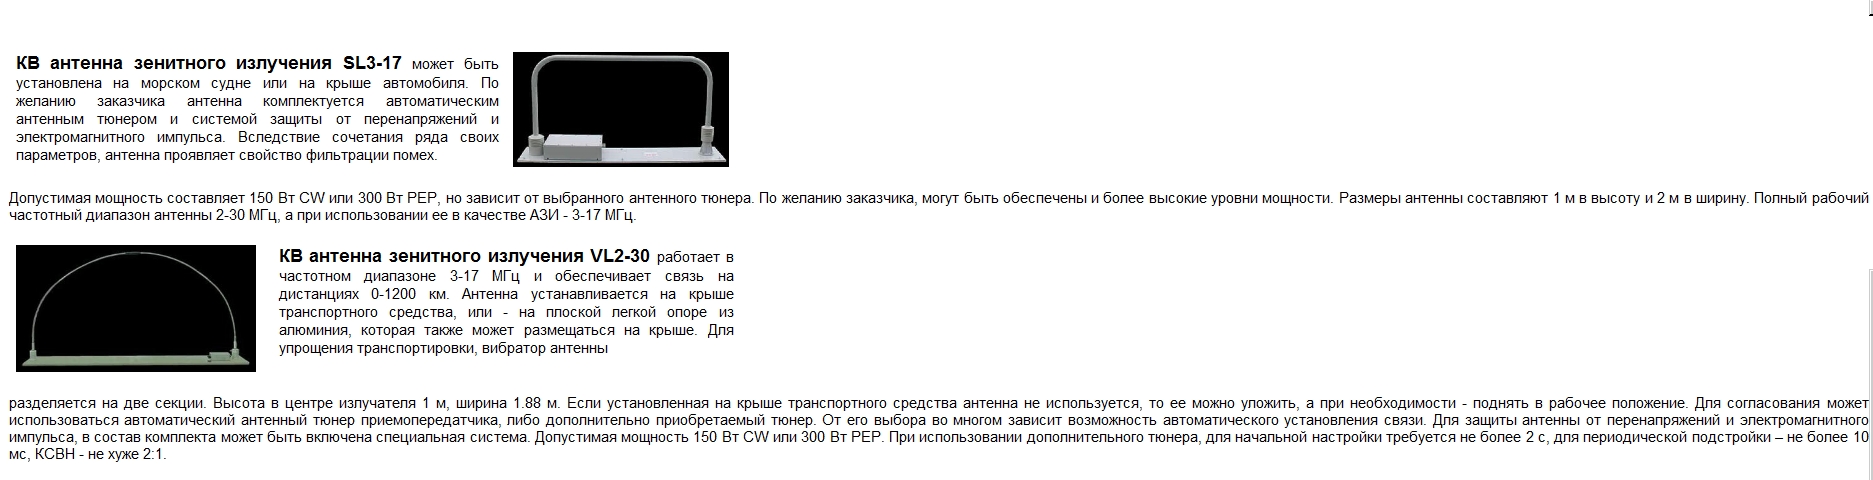 КВ антенна зенитного излучения SL3-17 может быть
установлена на морском судне или на крыше автомобиля. По
желанию заказчика антенна комплектуется автоматическим
антенным тюнером и системой защиты от перенапряжений и
электромагнитного импульса. Вследствие сочетания ряда своих
параметров, антенна проявляет свойство фильтрации помех.
Допустимая мощность составляет 150 Вт CW или 300 Вт PEP, но зависит от выбранного антенного тюнера. По желанию заказчика, могут быть обеспечены и более высокие уровни мощности. Размеры антенны составляют 1 м в высоту и 2 м в ширину. Полный рабочий
частотный диапазон антенны 2-30 МГц, а при использовании ее в качестве АЗИ - 3-17 МГц.
КВ антенна зенитного излучения VL2-30 работает в
частотном диапазоне 3-17 МГц и обеспечивает связь на
дистанциях 0-1200 км. Антенна устанавливается на крыше
транспортного средства, или - на плоской легкой опоре из
алюминия, которая также может размещаться на крыше. Для
упрощения транспортировки, вибратор антенны
разделяется на две секции. Высота в центре излучателя 1 м, ширина 1.88 м. Если установленная на крыше транспортного средства антенна не используется, то ее можно уложить, а при необходимости - поднять в рабочее положение. Для согласования может
использоваться автоматический антенный тюнер приемопередатчика, либо дополнительно приобретаемый тюнер. От его выбора во многом зависит возможность автоматического установления связи. Для защиты антенны от перенапряжений и электромагнитного
импульса, в состав комплекта может быть включена специальная система. Допустимая мощность 150 Вт CW или 300 Вт PEP. При использовании дополнительного тюнера, для начальной настройки требуется не более 2 с, для периодической подстройки – не более 10
мс, КСВН - не хуже 2:1.